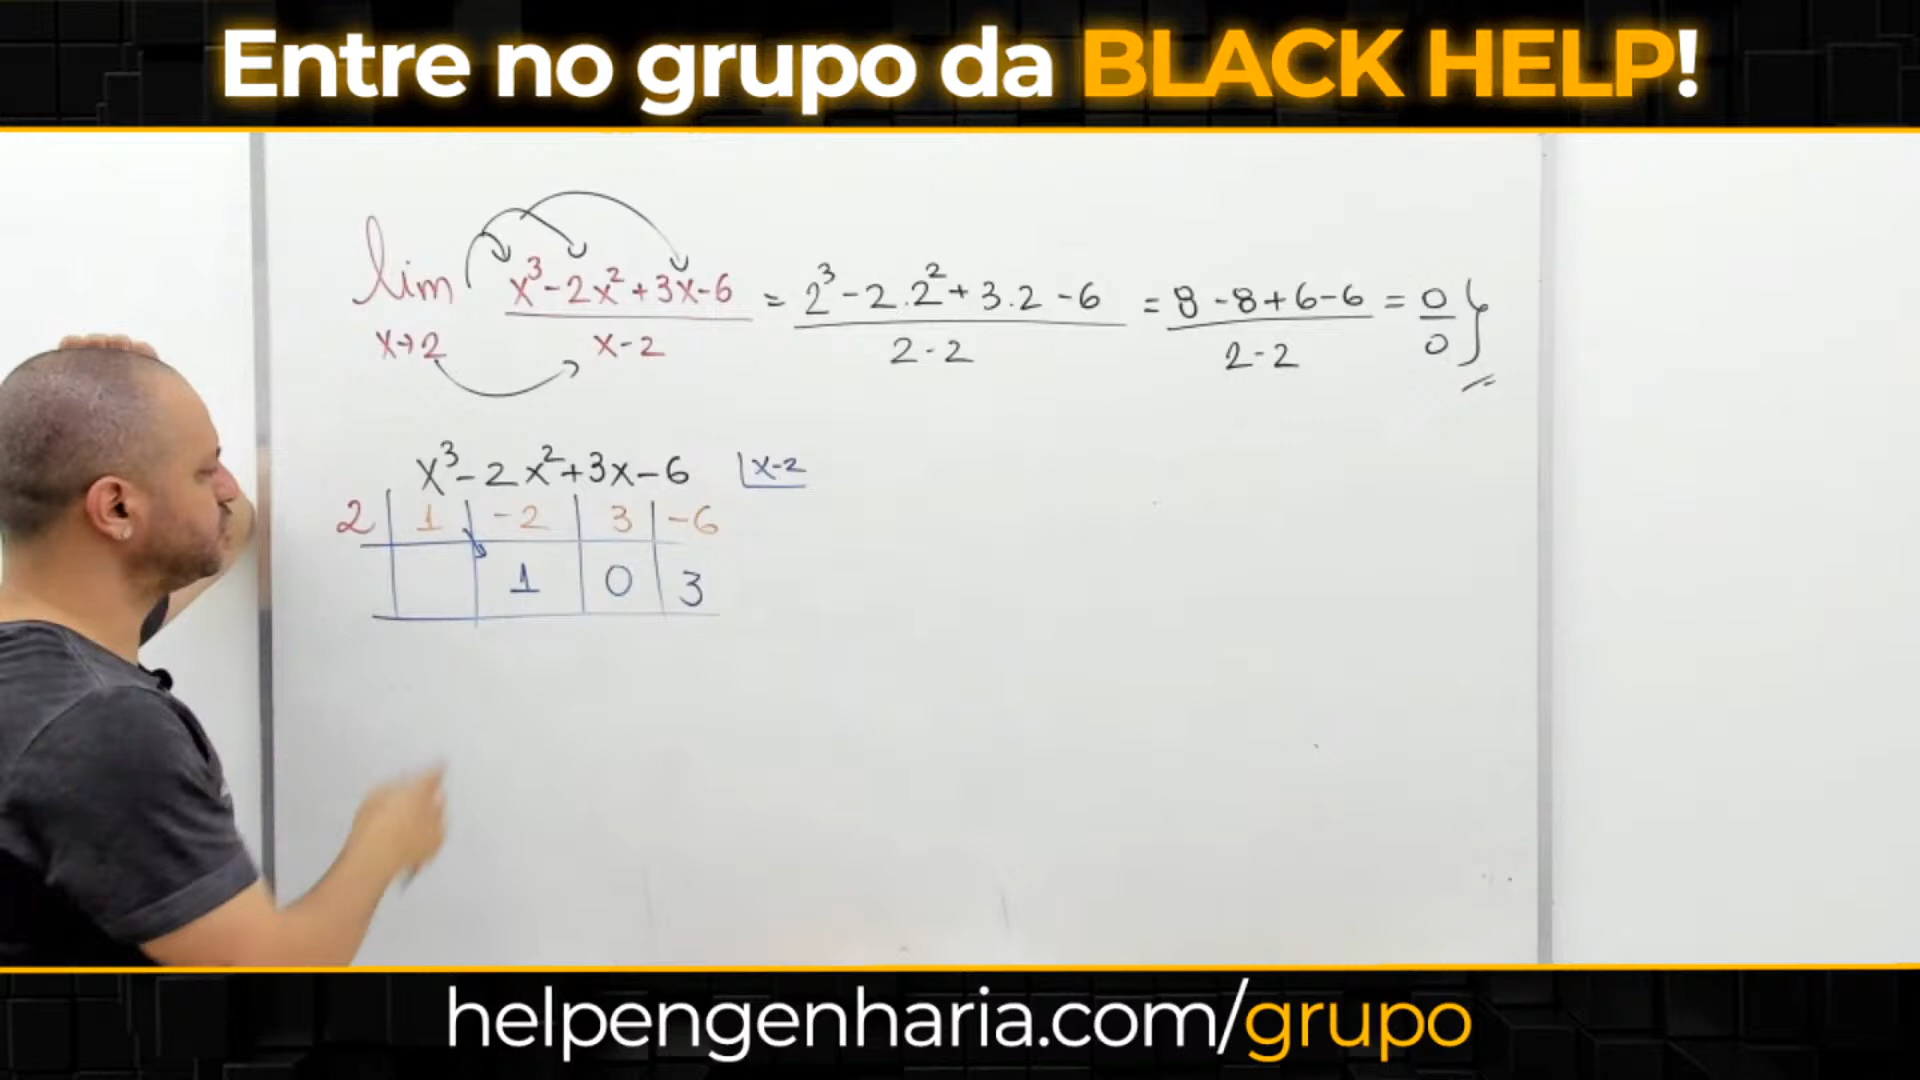 Entre no grupo da BLACK HELP!
lim x→2 (x³-2x²+3x-6)/(x-2) = (2³-2.2²+3.2-6)/(2-2) = (8-8+6-6)/(2-2) = 0/0 }
x³-2x²+3x-6 |x-2
2 | 1 | -2 | 3 | -6
1 | 0 | 3
helpengenharia.com/grupo